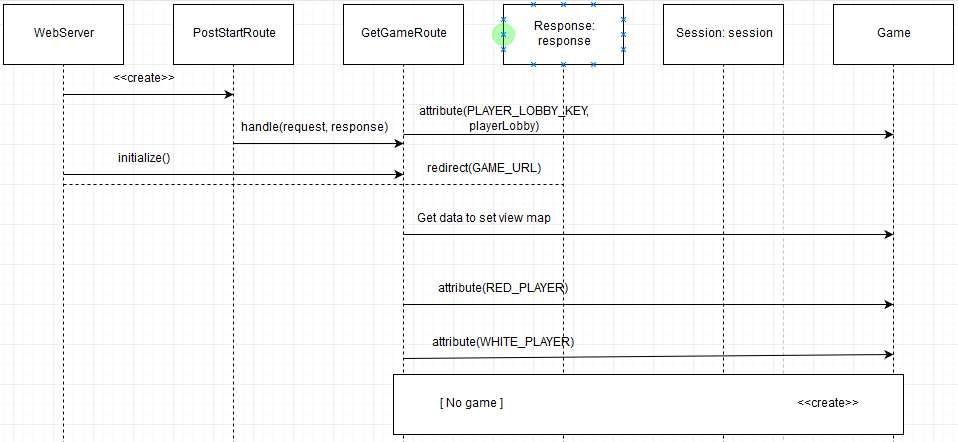 WebServer
PostStartRoute
GetGameRoute
Response:
response
Session: session
Game
<<create>>
attribute(PLAYER_LOBBY_KEY,
playerLobby)
handle(request, response)
initialize()
redirect(GAME_URL)
Get data to set view map
attribute(RED_PLAYER)
attribute(WHITE_PLAYER)
[ No game ]
<<create>>